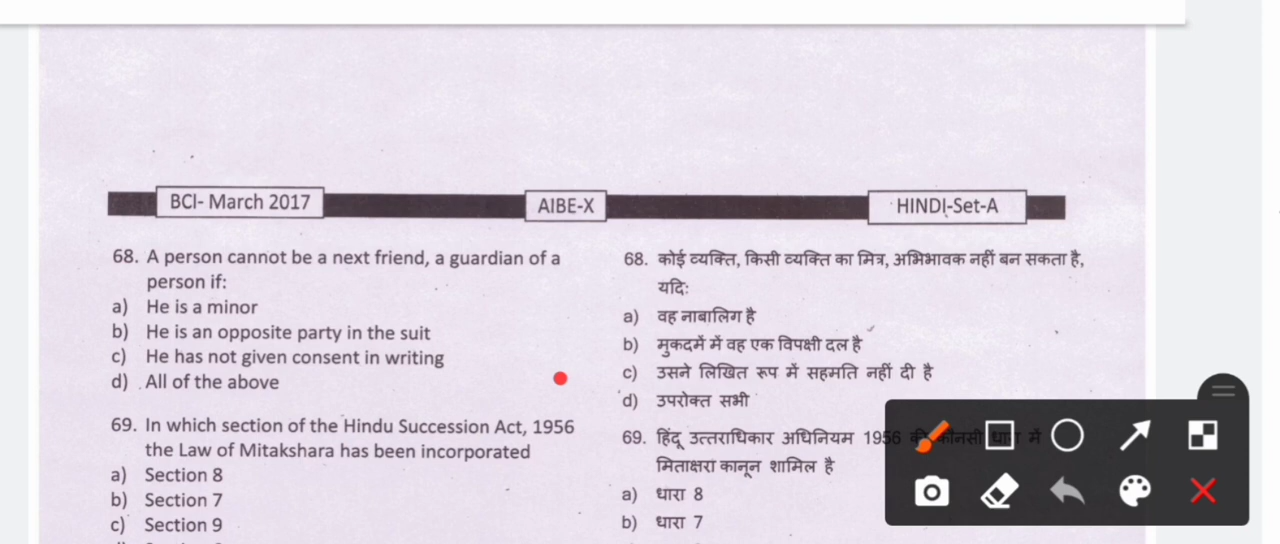 BCI- March 2017
AIBE-X
HINDI-Set-A
68. A person cannot be a next friend, a guardian of a
person if:
a) He is a minor
b) He is an opposite party in the suit
c) He has not given consent in writing
d) All of the above
69. In which section of the Hindu Succession Act, 1956
the Law of Mitakshara has been incorporated
a) Section 8
b) Section 7
c) Section 9
68. कोई व्यक्ति, किसी व्यक्ति का मित्र, अभिभावक नहीं बन सकता है,
यदि:
a) वह नाबालिग है
b) मुकदमें में वह एक विपक्षी दल है
c) उसने लिखित रूप में सहमति नहीं दी है
d) उपरोक्त सभी
69. हिंदू उत्तराधिकार अधिनियम 1956 की कौनसी धारा में
मिताक्षरा कानून शामिल है
a) धारा 8
b) धारा 7